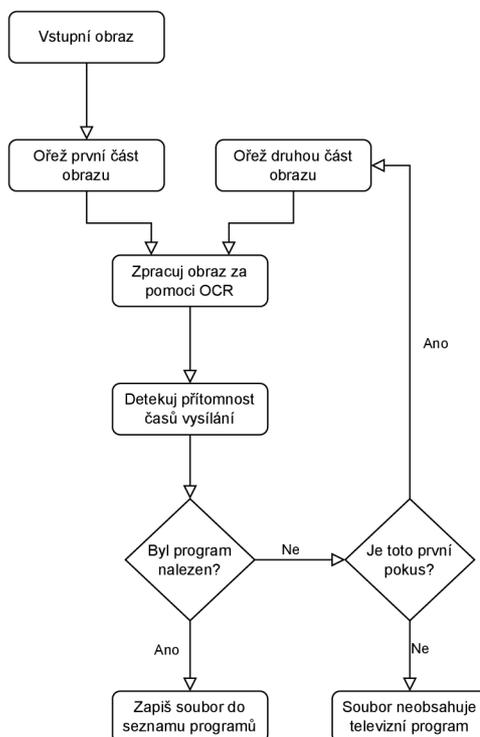 Vstupní obraz
Ořež první část
obrazu
Ořež druhou část
obrazu
Zpracuj obraz za
pomoci OCR
Ano
Detekuj přítomnost
časů vysílání
Byl program
nalezen?
Ne
Je toto první
pokus?
Ano
Ne
Zapiš soubor do
seznamu programů
Soubor neobsahuje
televizní program